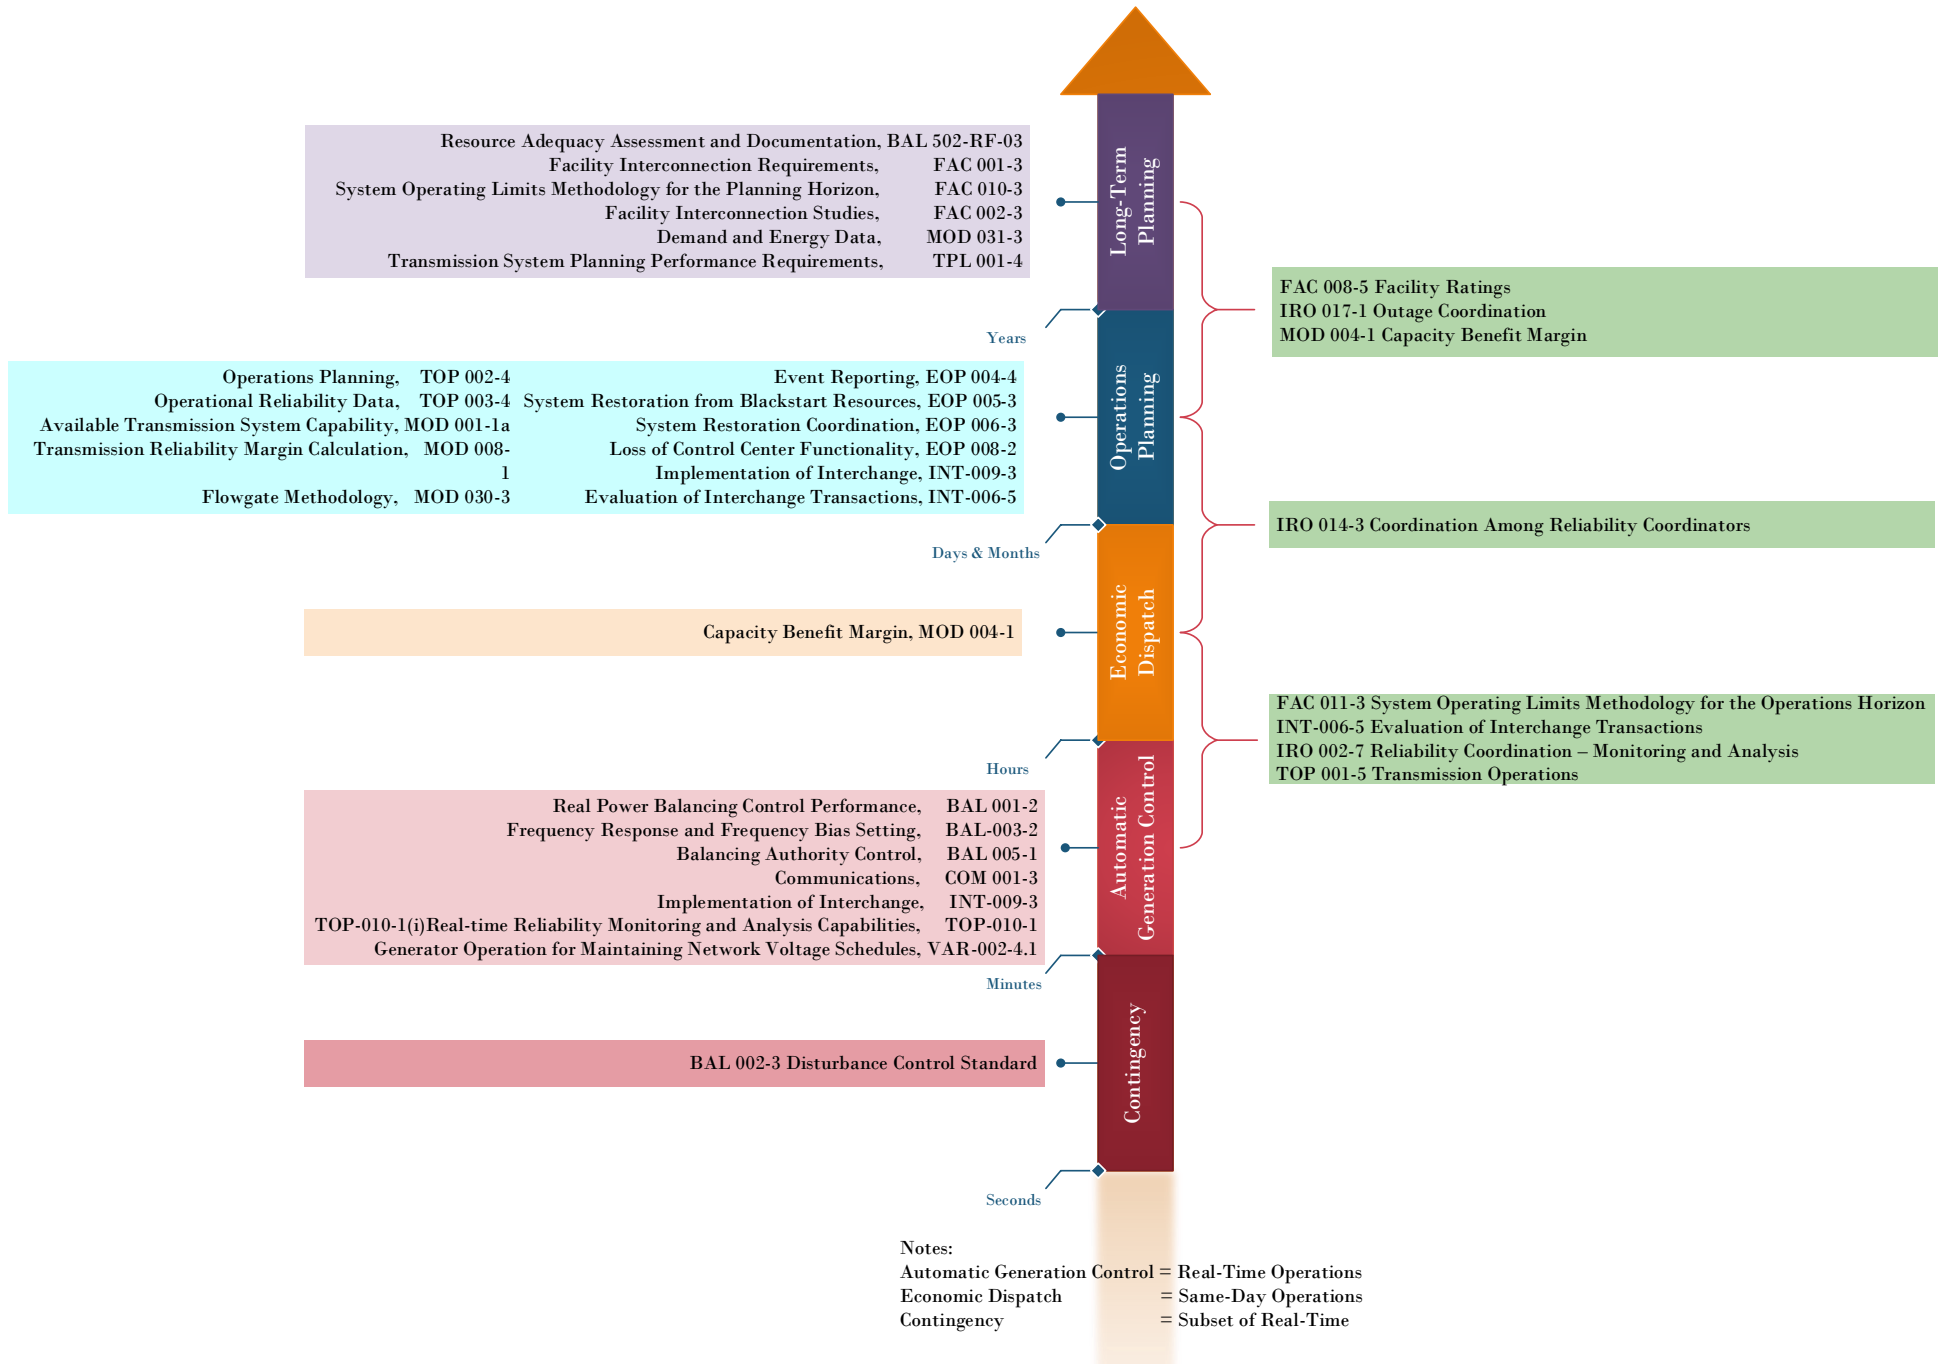 Resource Adequacy Assessment and Documentation, BAL 502-RF-03
Facility Interconnection Requirements, FAC 001-3
System Operating Limits Methodology for the Planning Horizon, FAC 010-3
Facility Interconnection Studies, FAC 002-3
Demand and Energy Data, MOD 031-3
Transmission System Planning Performance Requirements, TPL 001-4
Long-Term
Planning
FAC 008-5 Facility Ratings
IRO 017-1 Outage Coordination
MOD 004-1 Capacity Benefit Margin
Years
Operations Planning, TOP 002-4
Operational Reliability Data, TOP 003-4
Available Transmission System Capability, MOD 001-1a
Transmission Reliability Margin Calculation, MOD 008-
1
Flowgate Methodology, MOD 030-3
Event Reporting, EOP 004-4
System Restoration from Blackstart Resources, EOP 005-3
System Restoration Coordination, EOP 006-3
Loss of Control Center Functionality, EOP 008-2
Implementation of Interchange, INT-009-3
Evaluation of Interchange Transactions, INT-006-5
Operations
Planning
IRO 014-3 Coordination Among Reliability Coordinators
Days & Months
Capacity Benefit Margin, MOD 004-1
Economic
Dispatch
FAC 011-3 System Operating Limits Methodology for the Operations Horizon
INT-006-5 Evaluation of Interchange Transactions
IRO 002-7 Reliability Coordination – Monitoring and Analysis
TOP 001-5 Transmission Operations
Hours
Real Power Balancing Control Performance, BAL 001-2
Frequency Response and Frequency Bias Setting, BAL-003-2
Balancing Authority Control, BAL 005-1
Communications, COM 001-3
Implementation of Interchange, INT-009-3
TOP-010-1(i)Real-time Reliability Monitoring and Analysis Capabilities, TOP-010-1
Generator Operation for Maintaining Network Voltage Schedules, VAR-002-4.1
Automatic
Generation Control
Minutes
BAL 002-3 Disturbance Control Standard
Contingency
Seconds
Notes:
Automatic Generation Control = Real-Time Operations
Economic Dispatch = Same-Day Operations
Contingency = Subset of Real-Time